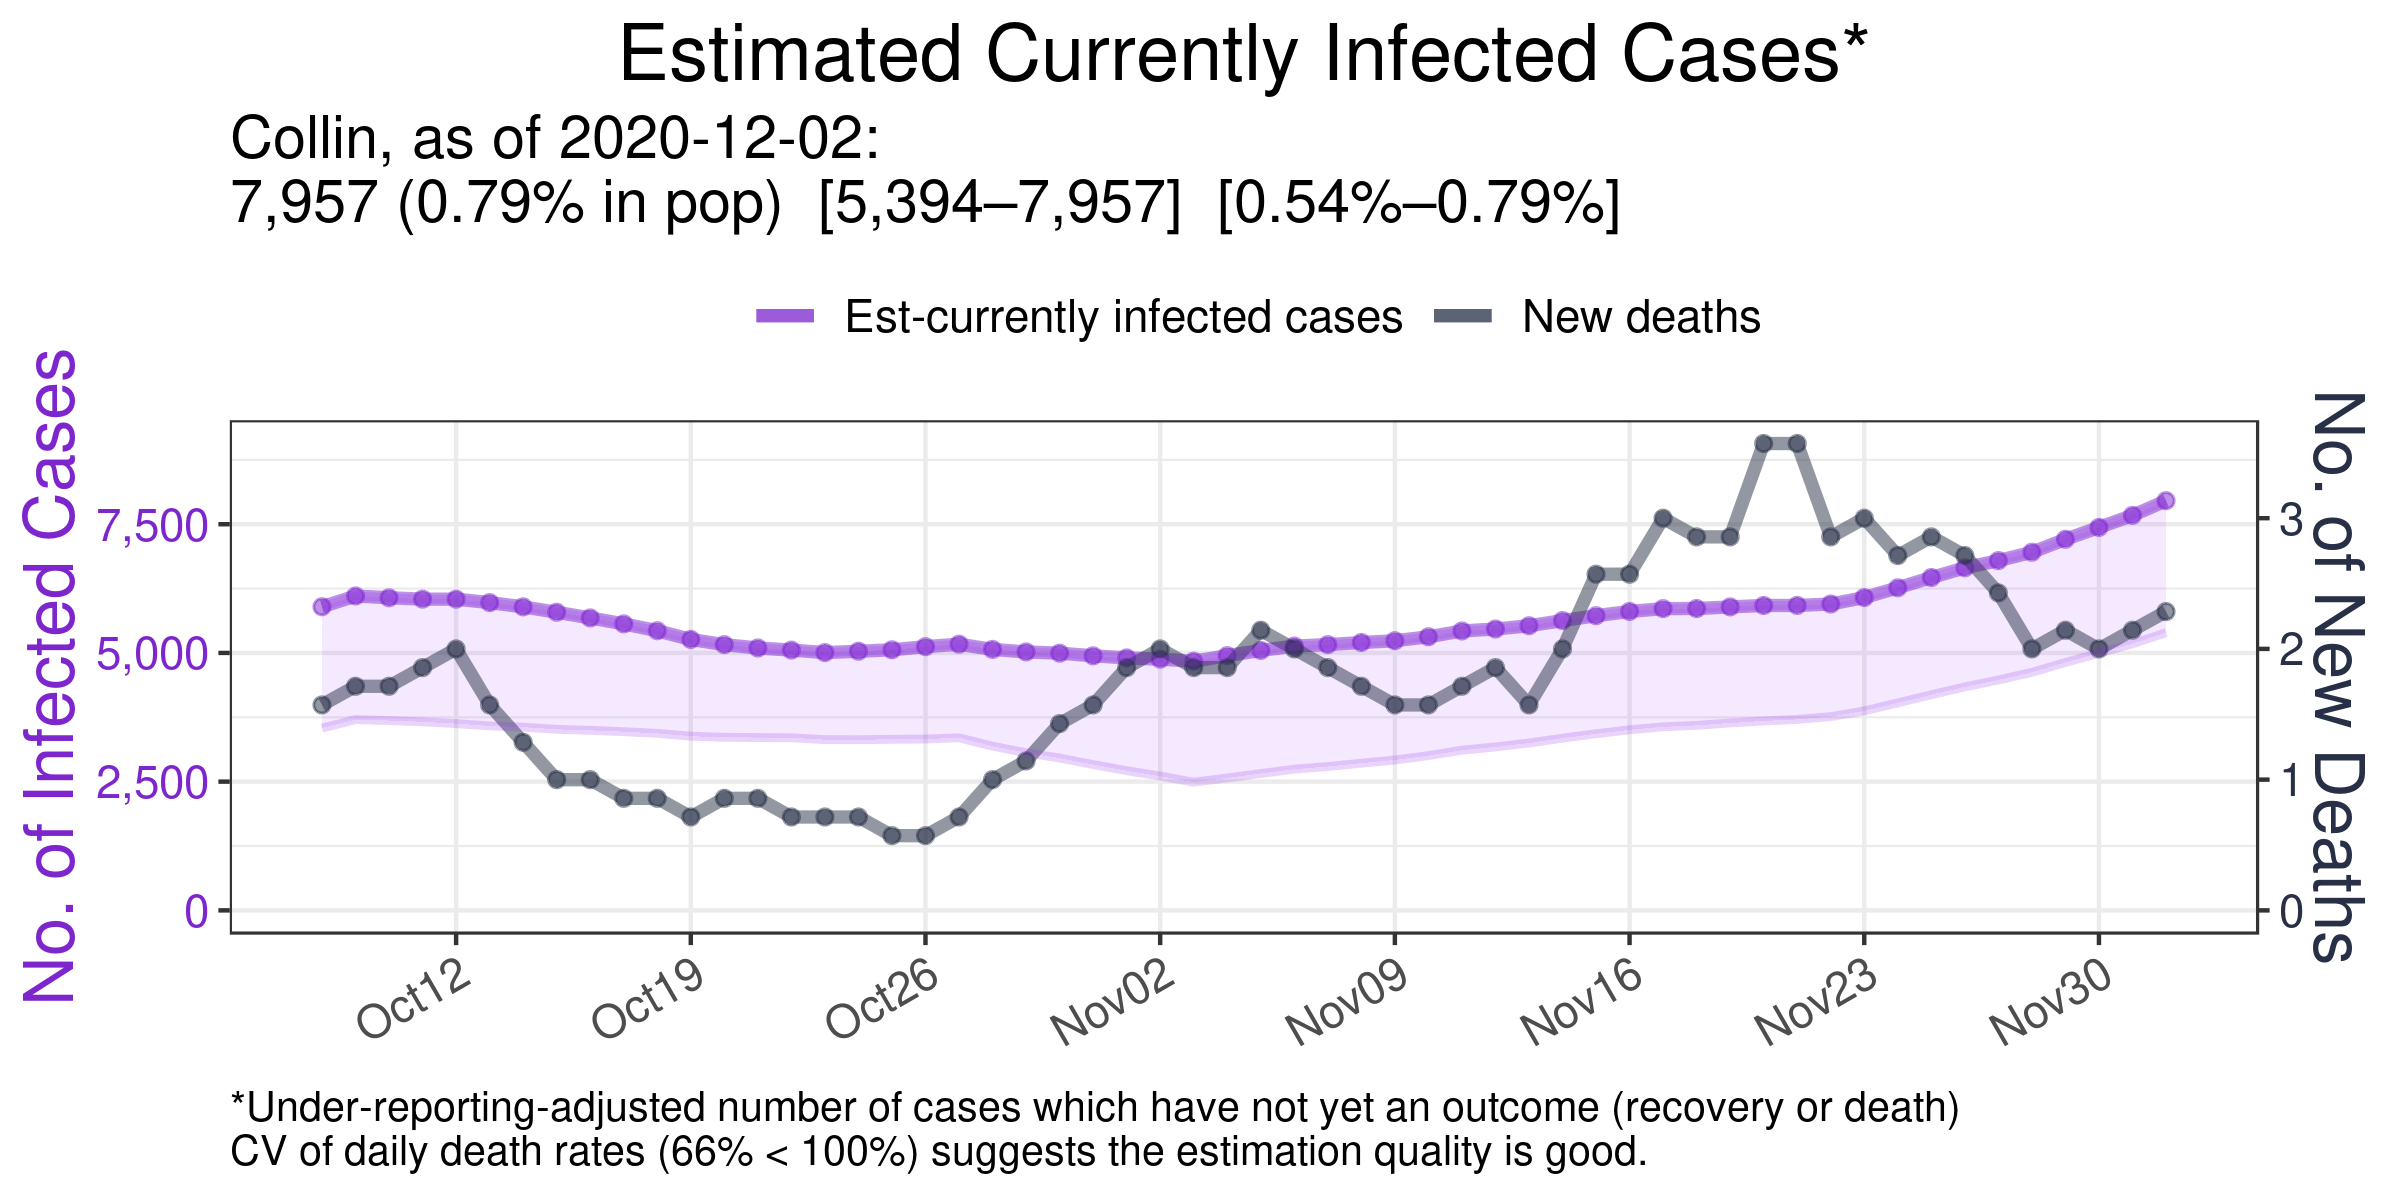 Estimated Currently Infected Cases*
Collin, as of 2020-12-02:
7,957 (0.79% in pop)  [5,394–7,957]  [0.54%–0.79%]
Est-currently infected cases
New deaths
No. of Infected Cases
7,500
5,000
2,500
0
No. of New Deaths
3
2
1
0
Oct12
Oct19
Oct26
Nov02
Nov09
Nov16
Nov23
Nov30
*Under-reporting-adjusted number of cases which have not yet an outcome (recovery or death)
CV of daily death rates (66% < 100%) suggests the estimation quality is good.